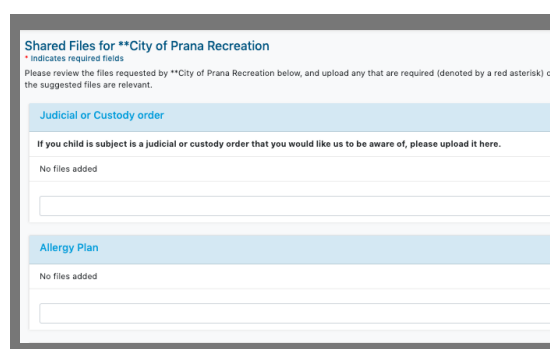 Shared Files for **City of Prana Recreation
* Indicates required fields
Please review the files requested by **City of Prana Recreation below, and upload any that are required (denoted by a red asterisk)
the suggested files are relevant.
Judicial or Custody order
If you child is subject is a judicial or custody order that you would like us to be aware of, please upload it here.
No files added
Allergy Plan
No files added